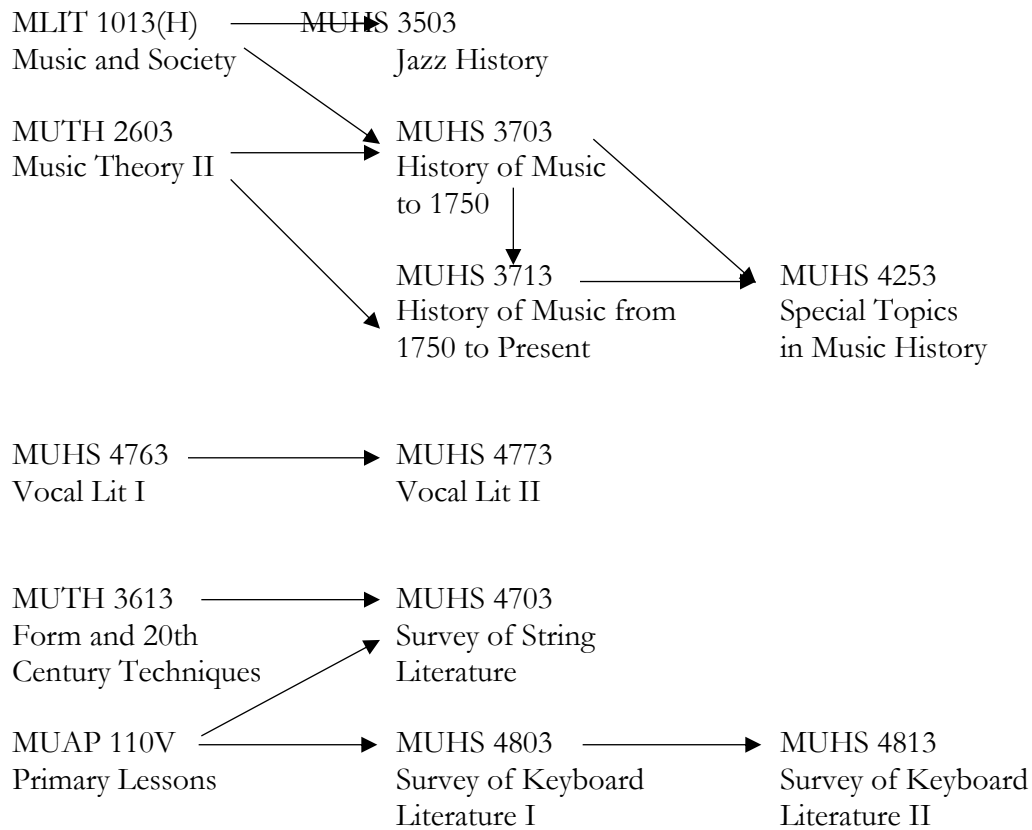 MLIT 1013(H) MUHS 3503
Music and Society Jazz History
MUTH 2603 MUHS 3703
Music Theory II History of Music
to 1750
MUHS 3713 MUHS 4253
History of Music from Special Topics
1750 to Present in Music History
MUHS 4763 MUHS 4773
Vocal Lit I Vocal Lit II
MUTH 3613 MUHS 4703
Form and 20th Survey of String
Century Techniques Literature
MUAP 110V MUHS 4803 MUHS 4813
Primary Lessons Survey of Keyboard Survey of Keyboard
Literature I Literature II